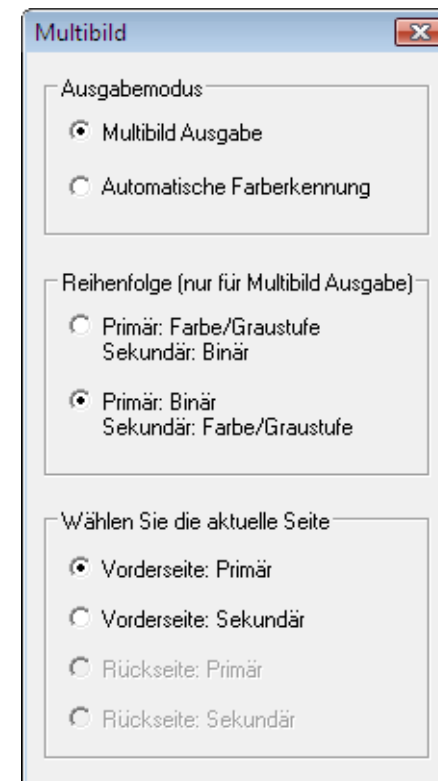 Multibild
Ausgabemodus
Multibild Ausgabe
Automatische Farberkennung
Reihenfolge (nur für Multibild Ausgabe)
Primär: Farbe/Graustufe
Sekundär: Binär
Primär: Binär
Sekundär: Farbe/Graustufe
Wählen Sie die aktuelle Seite
Vorderseite: Primär
Vorderseite: Sekundär
Rückseite: Primär
Rückseite: Sekundär